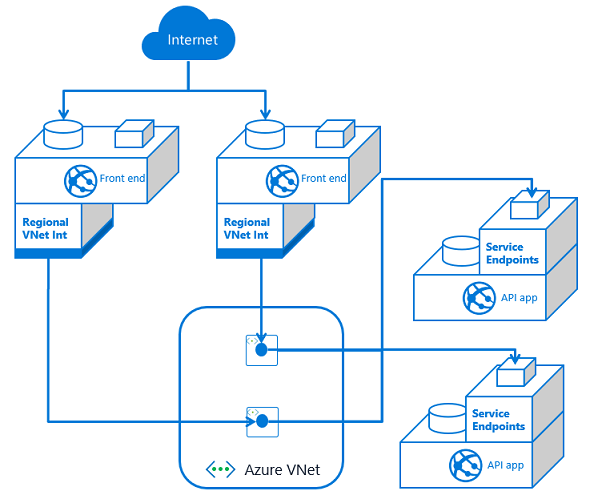 Internet
Front end
Front end
Regional
VNet Int
Regional
VNet Int
Service
Endpoints
API app
Service
Endpoints
API app
Azure VNet